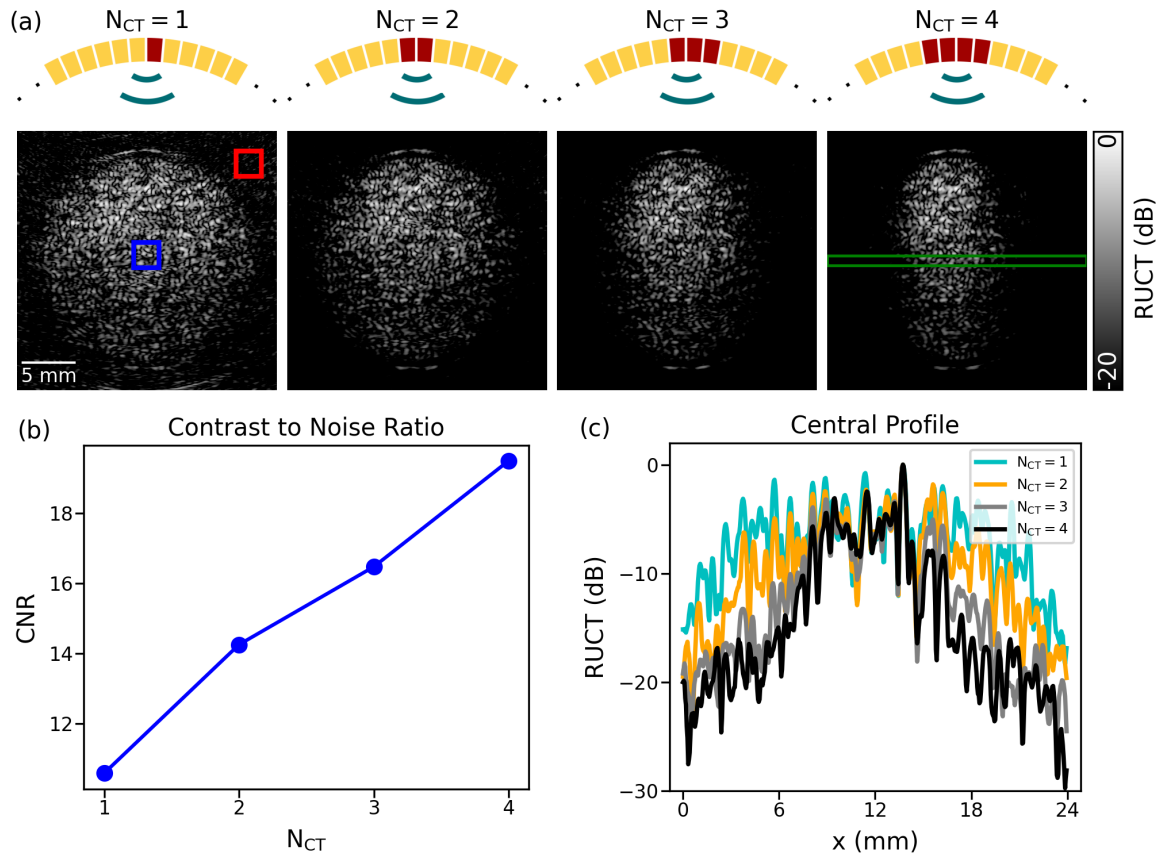 (a)
N_CT = 1
N_CT = 2
N_CT = 3
N_CT = 4
5 mm
0
-20
RUCT (dB)
(b)
Contrast to Noise Ratio
18
16
14
12
CNR
1 2 3 4
N_CT
(c)
Central Profile
N_CT = 1
N_CT = 2
N_CT = 3
N_CT = 4
0
−10
−20
−30
RUCT (dB)
0 6 12 18 24
x (mm)